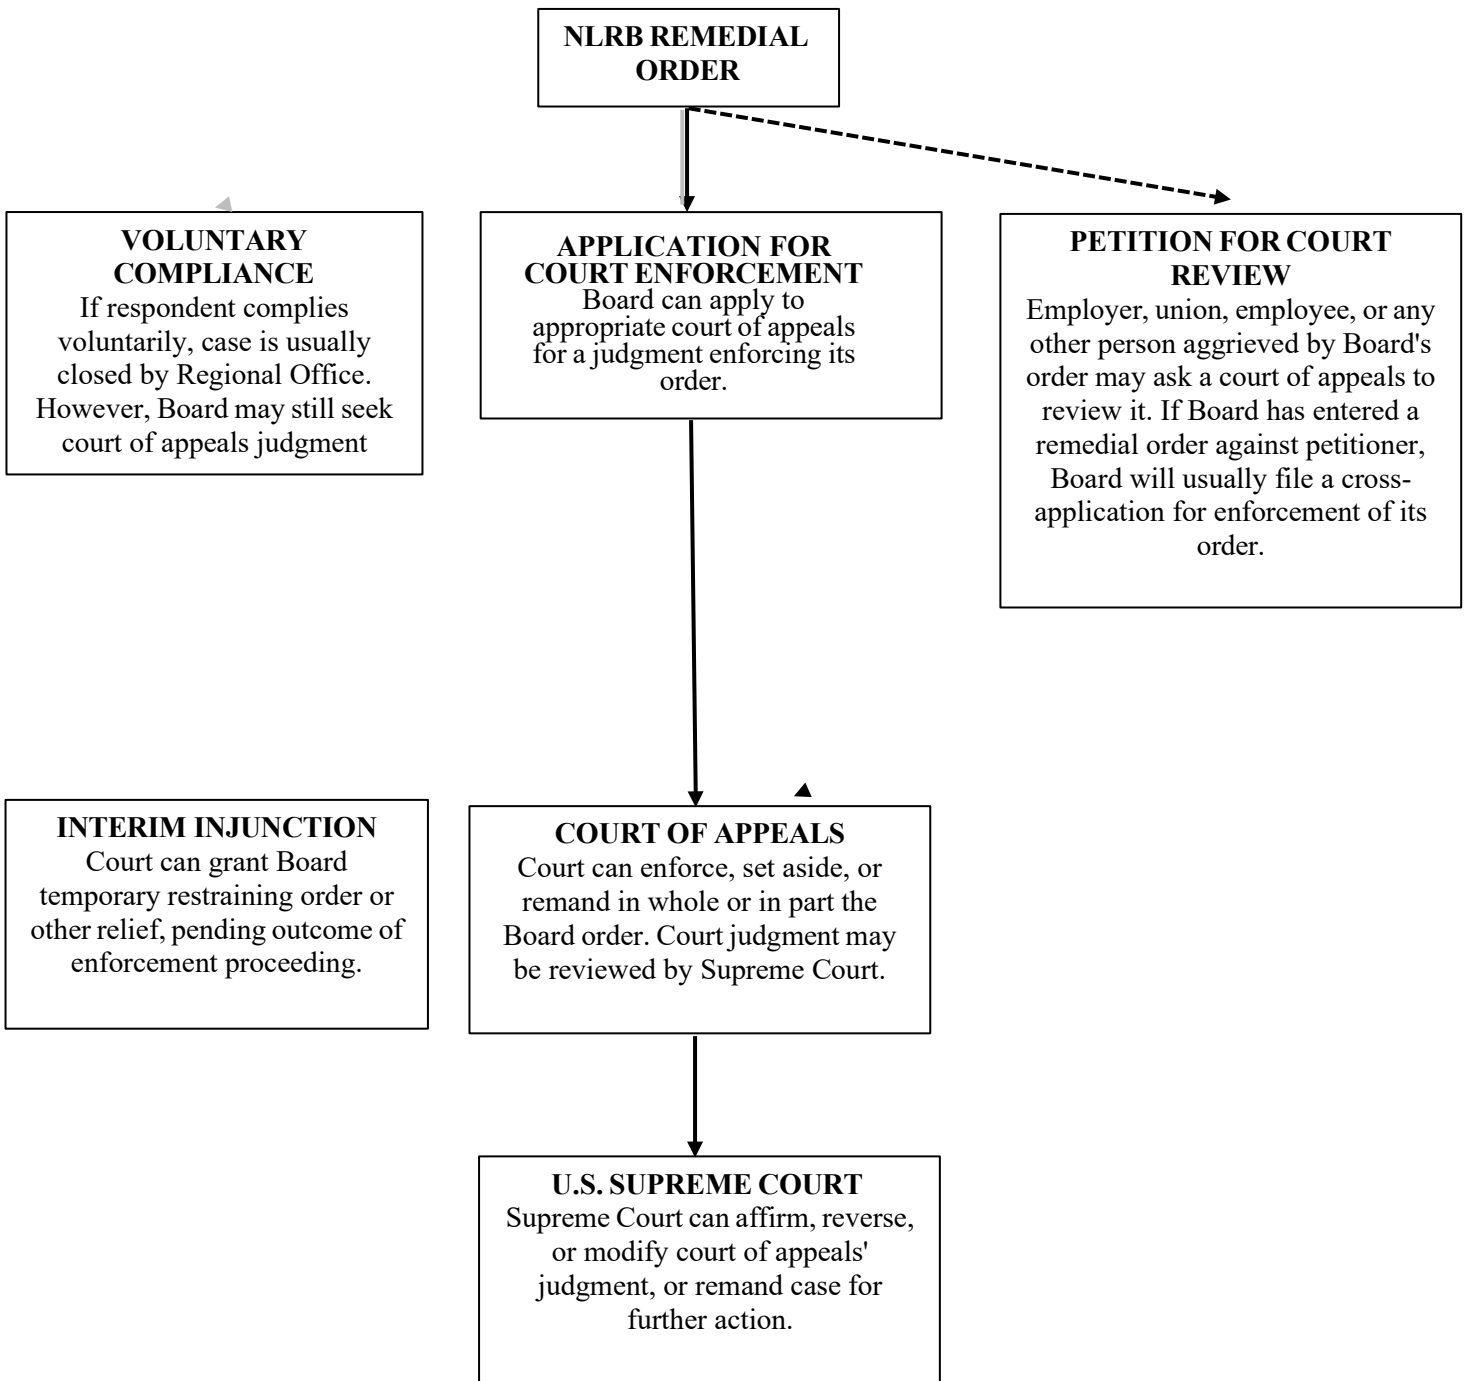 NLRB REMEDIAL
ORDER
VOLUNTARY
COMPLIANCE
If respondent complies
voluntarily, case is usually
closed by Regional Office.
However, Board may still seek
court of appeals judgment
APPLICATION FOR
COURT ENFORCEMENT
Board can apply to
appropriate court of appeals
for a judgment enforcing its
order.
PETITION FOR COURT
REVIEW
Employer, union, employee, or any
other person aggrieved by Board's
order may ask a court of appeals to
review it. If Board has entered a
remedial order against petitioner,
Board will usually file a cross-
application for enforcement of its
order.
INTERIM INJUNCTION
Court can grant Board
temporary restraining order or
other relief, pending outcome of
enforcement proceeding.
COURT OF APPEALS
Court can enforce, set aside, or
remand in whole or in part the
Board order. Court judgment may
be reviewed by Supreme Court.
U.S. SUPREME COURT
Supreme Court can affirm, reverse,
or modify court of appeals'
judgment, or remand case for
further action.